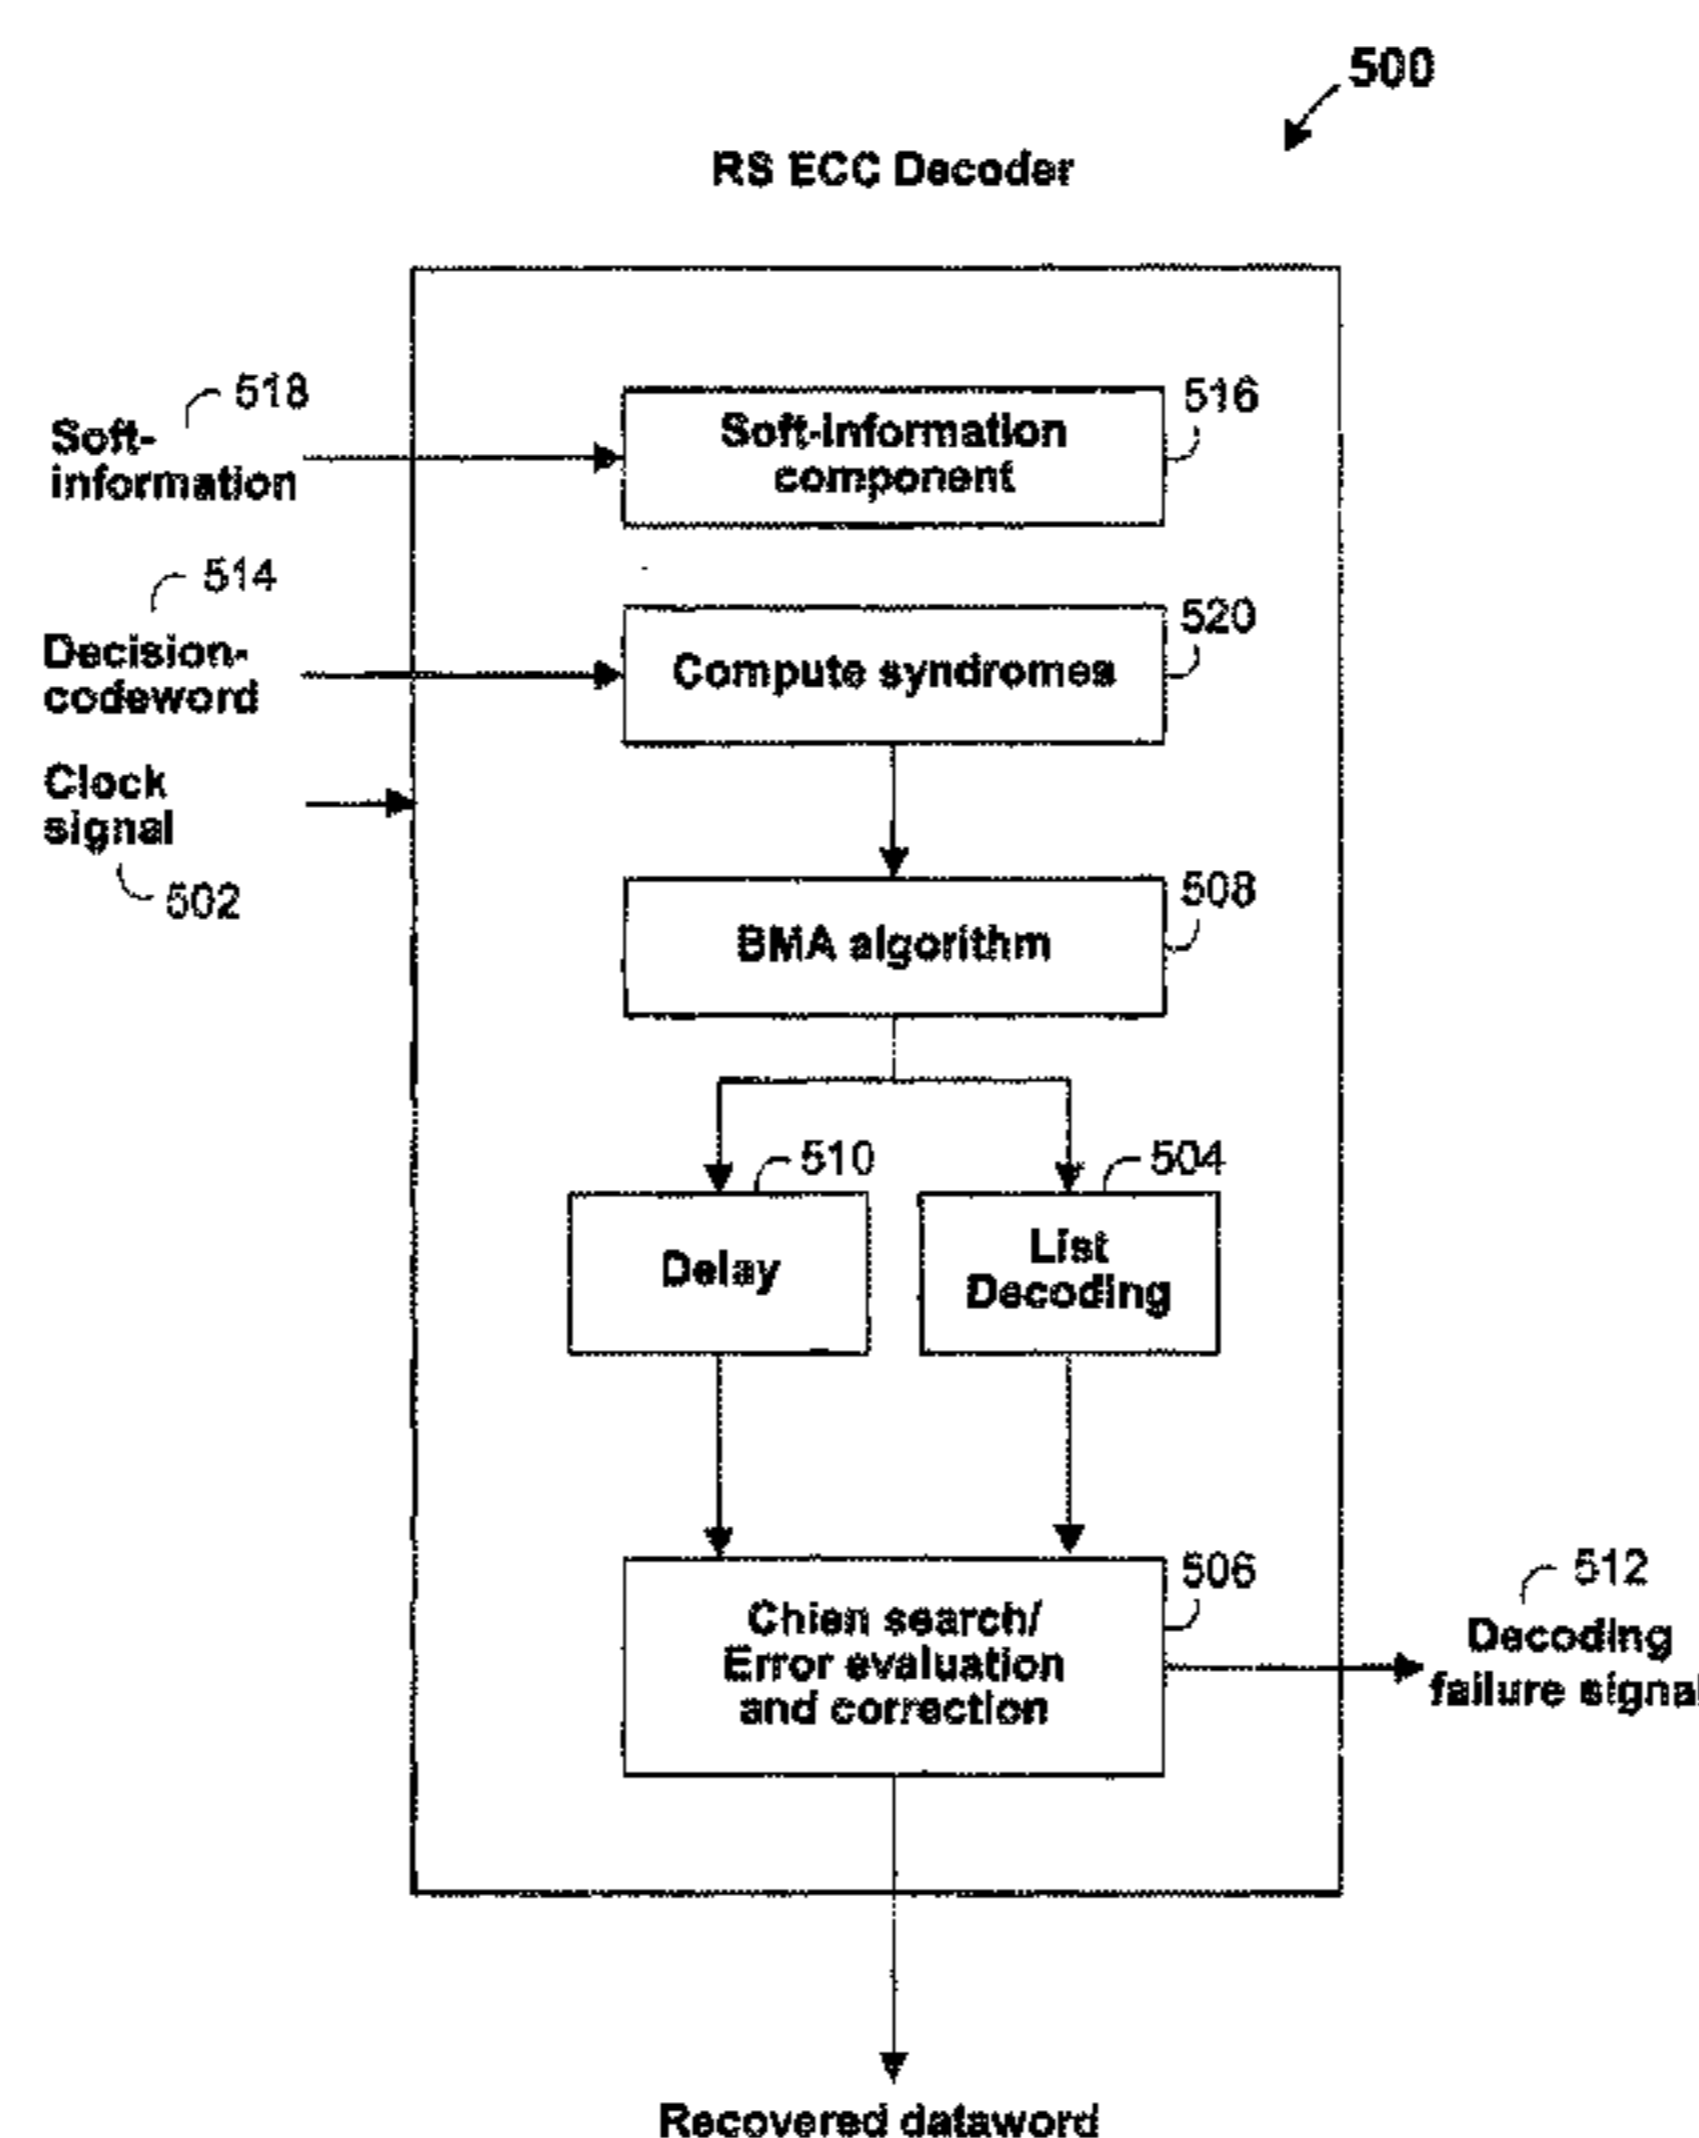 500
RS ECC Decoder
518
Soft-
information
Soft-information
component
516
514
Decision-
codeword
Compute syndromes
520
Clock
signal
502
BMA algorithm
508
510
Delay
504
List
Decoding
Chien search/
Error evaluation
and correction
506
512
Decoding
failure signal
Recovered dataword